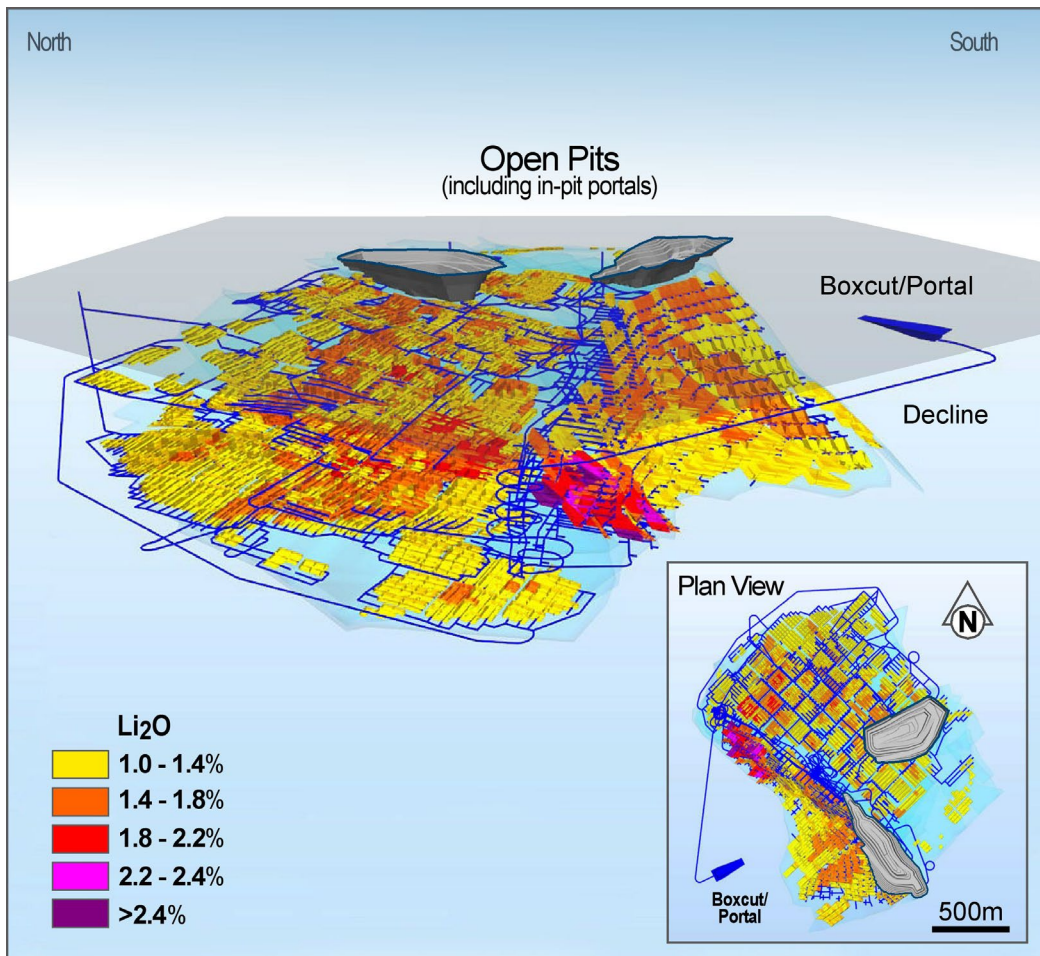 North
South
Open Pits
(including in-pit portals)
Boxcut/Portal
Decline
Plan View
N
Li₂O
1.0 - 1.4%
1.4 - 1.8%
1.8 - 2.2%
2.2 - 2.4%
>2.4%
Boxcut/
Portal
500m